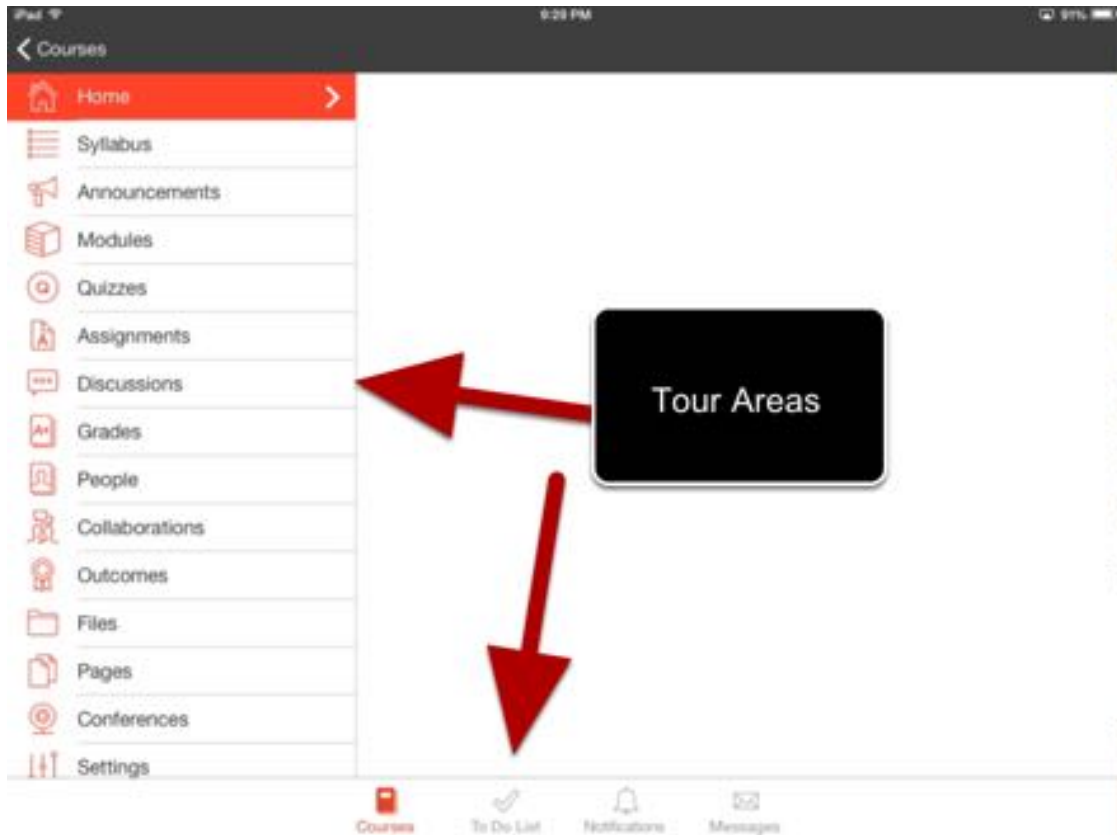 iPad 9:29 PM 91%
Courses
Home
Syllabus
Announcements
Modules
Quizzes
Assignments
Discussions
Grades
People
Collaborations
Outcomes
Files
Pages
Conferences
Settings
Tour Areas
Courses To Do List Notifications Messages